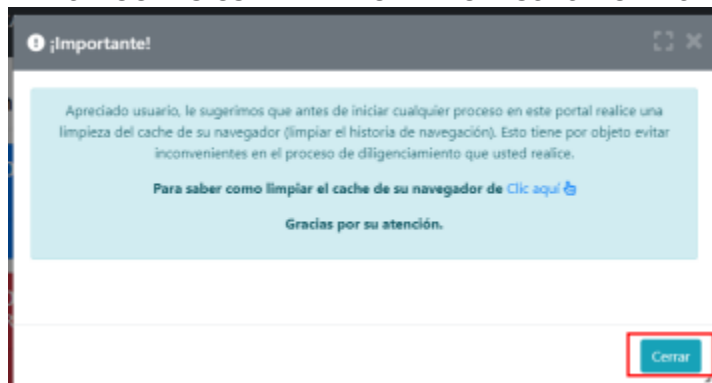 ¡Importante!
Apreciado usuario, le sugerimos que antes de iniciar cualquier proceso en este portal realice una
limpieza del cache de su navegador (limpiar el historia de navegación). Esto tiene por objeto evitar
inconvenientes en el proceso de diligenciamiento que usted realice.
Para saber como limpiar el cache de su navegador de Clic aquí
Gracias por su atención.
Cerrar